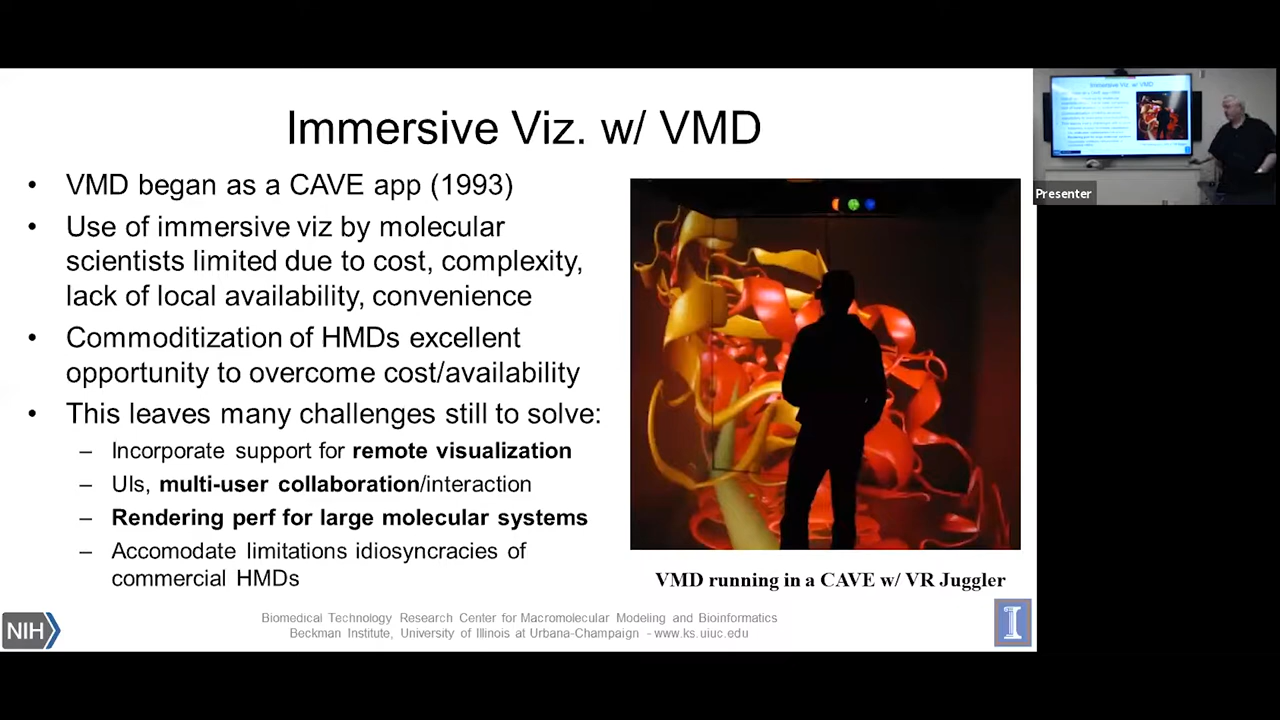 Immersive Viz. w/ VMD
• VMD began as a CAVE app (1993)
• Use of immersive viz by molecular
scientists limited due to cost, complexity,
lack of local availability, convenience
• Commoditization of HMDs excellent
opportunity to overcome cost/availability
• This leaves many challenges still to solve:
– Incorporate support for remote visualization
– UIs, multi-user collaboration/interaction
– Rendering perf for large molecular systems
– Accomodate limitations idiosyncracies of
commercial HMDs
VMD running in a CAVE w/ VR Juggler
Biomedical Technology Research Center for Macromolecular Modeling and Bioinformatics
Beckman Institute, University of Illinois at Urbana-Champaign - www.ks.uiuc.edu
NIH
I
Immersive Viz. w/ VMD
Presenter